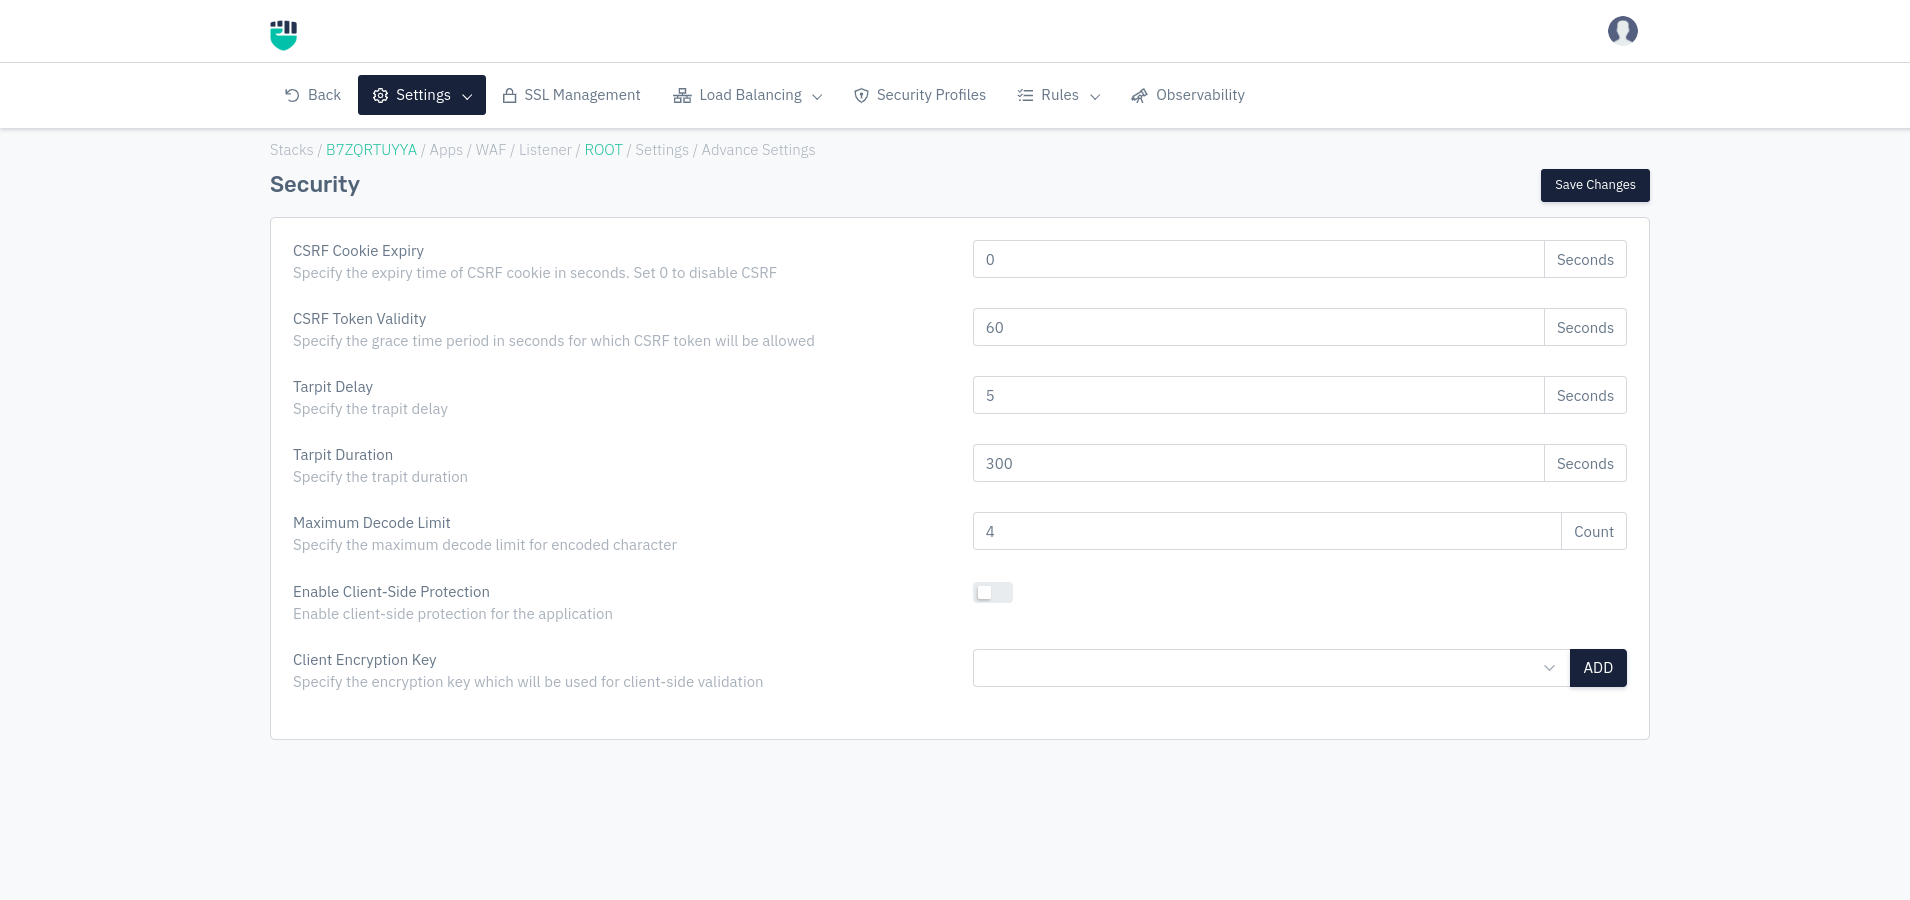 Back Settings SSL Management Load Balancing Security Profiles Rules Observability
Stacks / B7ZQRTUYYA / Apps / WAF / Listener / ROOT / Settings / Advance Settings
Security
Save Changes
CSRF Cookie Expiry
Specify the expiry time of CSRF cookie in seconds. Set 0 to disable CSRF
0 Seconds
CSRF Token Validity
Specify the grace time period in seconds for which CSRF token will be allowed
60 Seconds
Tarpit Delay
Specify the trapit delay
5 Seconds
Tarpit Duration
Specify the trapit duration
300 Seconds
Maximum Decode Limit
Specify the maximum decode limit for encoded character
4 Count
Enable Client-Side Protection
Enable client-side protection for the application
Client Encryption Key
Specify the encryption key which will be used for client-side validation
ADD